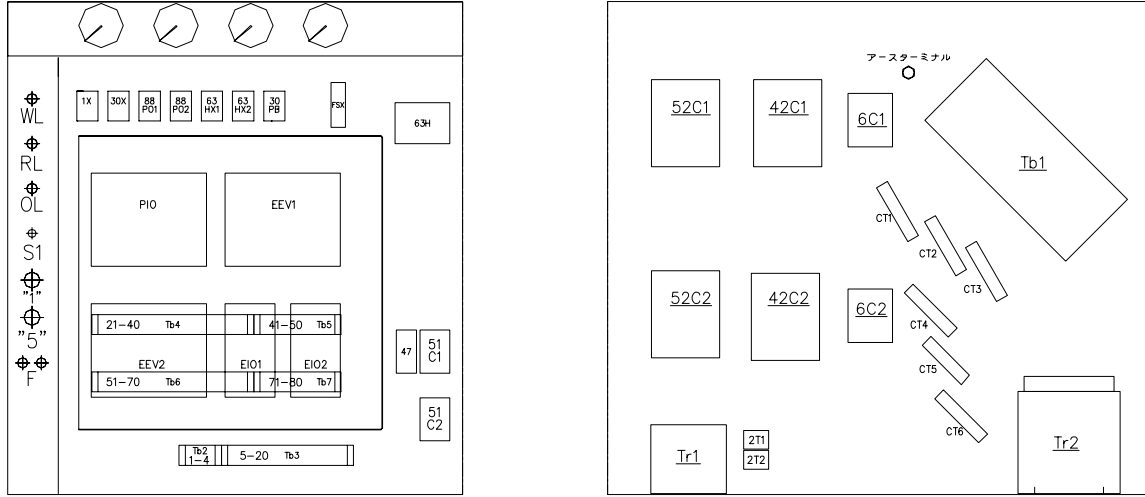 WL
RL
OL
S1
"1"
"5"
F
1X
30X
88
PO1
88
PO2
63
HX1
63
HX2
30
PB
FSX
63H
PIO
EEV1
21-40 Tb4
41-50 Tb5
EEV2
EIO1
EIO2
51-70 Tb6
71-80 Tb7
47
51
C1
51
C2
Tb2
1-4
5-20 Tb3
アースターミナル
52C1
42C1
6C1
Tb1
CT1
CT2
CT3
52C2
42C2
6C2
CT4
CT5
CT6
Tr1
2T1
2T2
Tr2